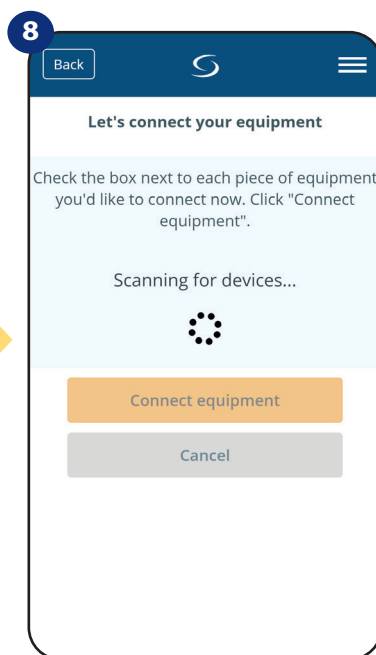 8
Back
Let's connect your equipment
Check the box next to each piece of equipment
you'd like to connect now. Click "Connect
equipment".
Scanning for devices...
Connect equipment
Cancel